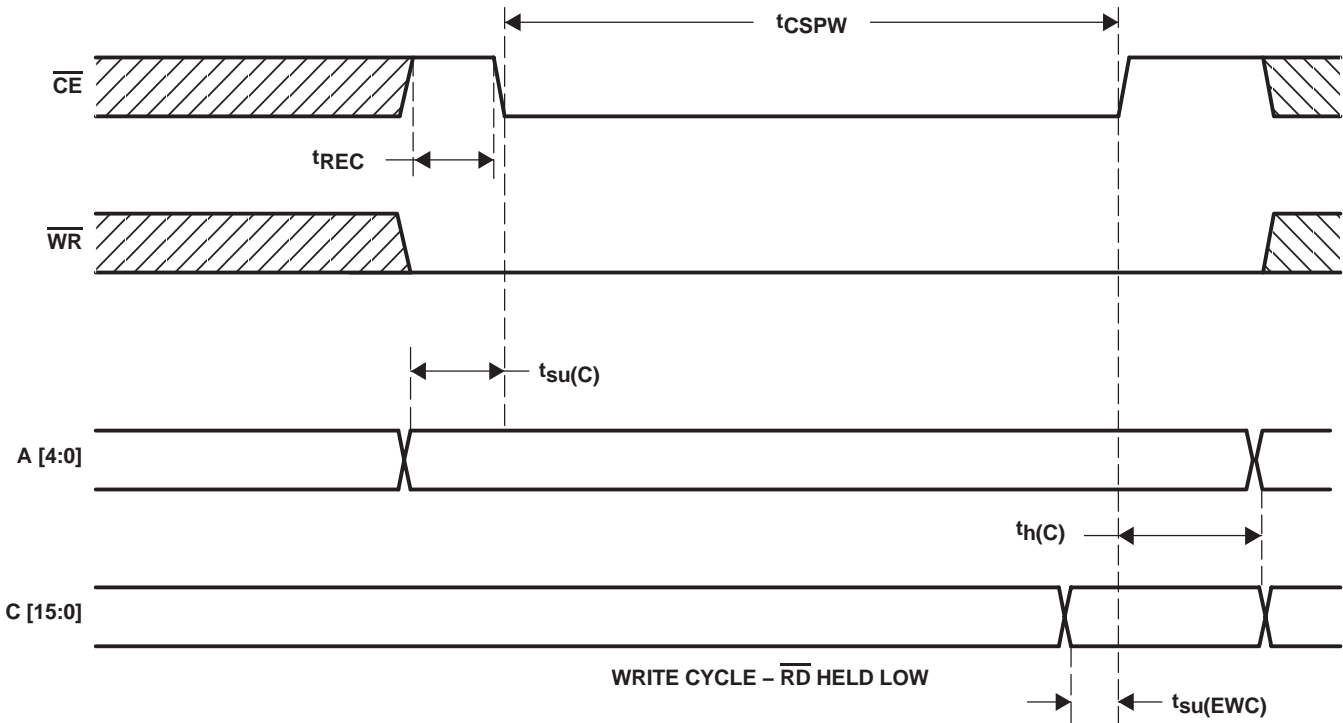 tCSPW
CE
tREC
WR
tsu(C)
A [4:0]
th(C)
C [15:0]
WRITE CYCLE – RD HELD LOW
tsu(EWC)